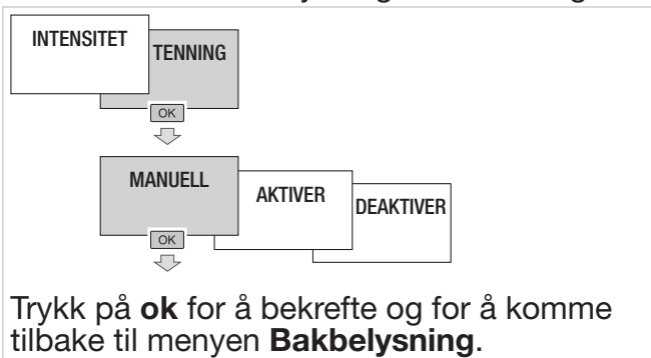 INTENSITET
TENNING
OK
MANUELL
AKTIVER
DEAKTIVER
OK
Trykk på ok for å bekrefte og for å komme
tilbake til menyen Bakbelysning.